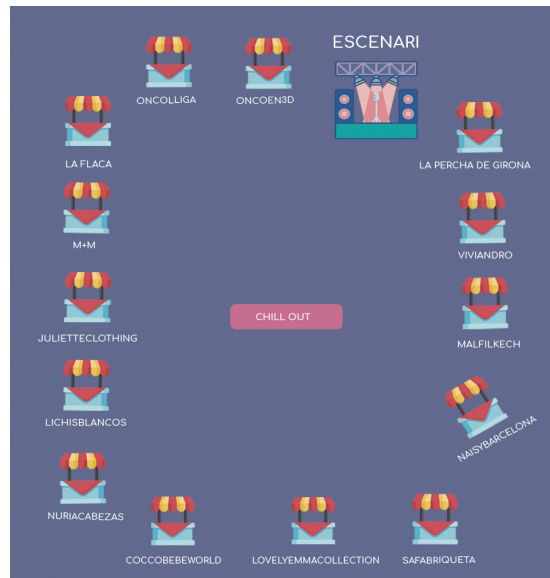 ESCENARI
ONCOLLIGA
ONCOEN3D
LA FLACA
LA PERCHA DE GIRONA
M+M
VIVIANDRO
CHILL OUT
JULIETTECLOTHING
MALFILKECH
LICHISBLANCOS
NAISYBARCELONA
NURIACABEZAS
COCCOBEBEWORLD
LOVELYEMMACOLLECTION
SAFABRIQUETA